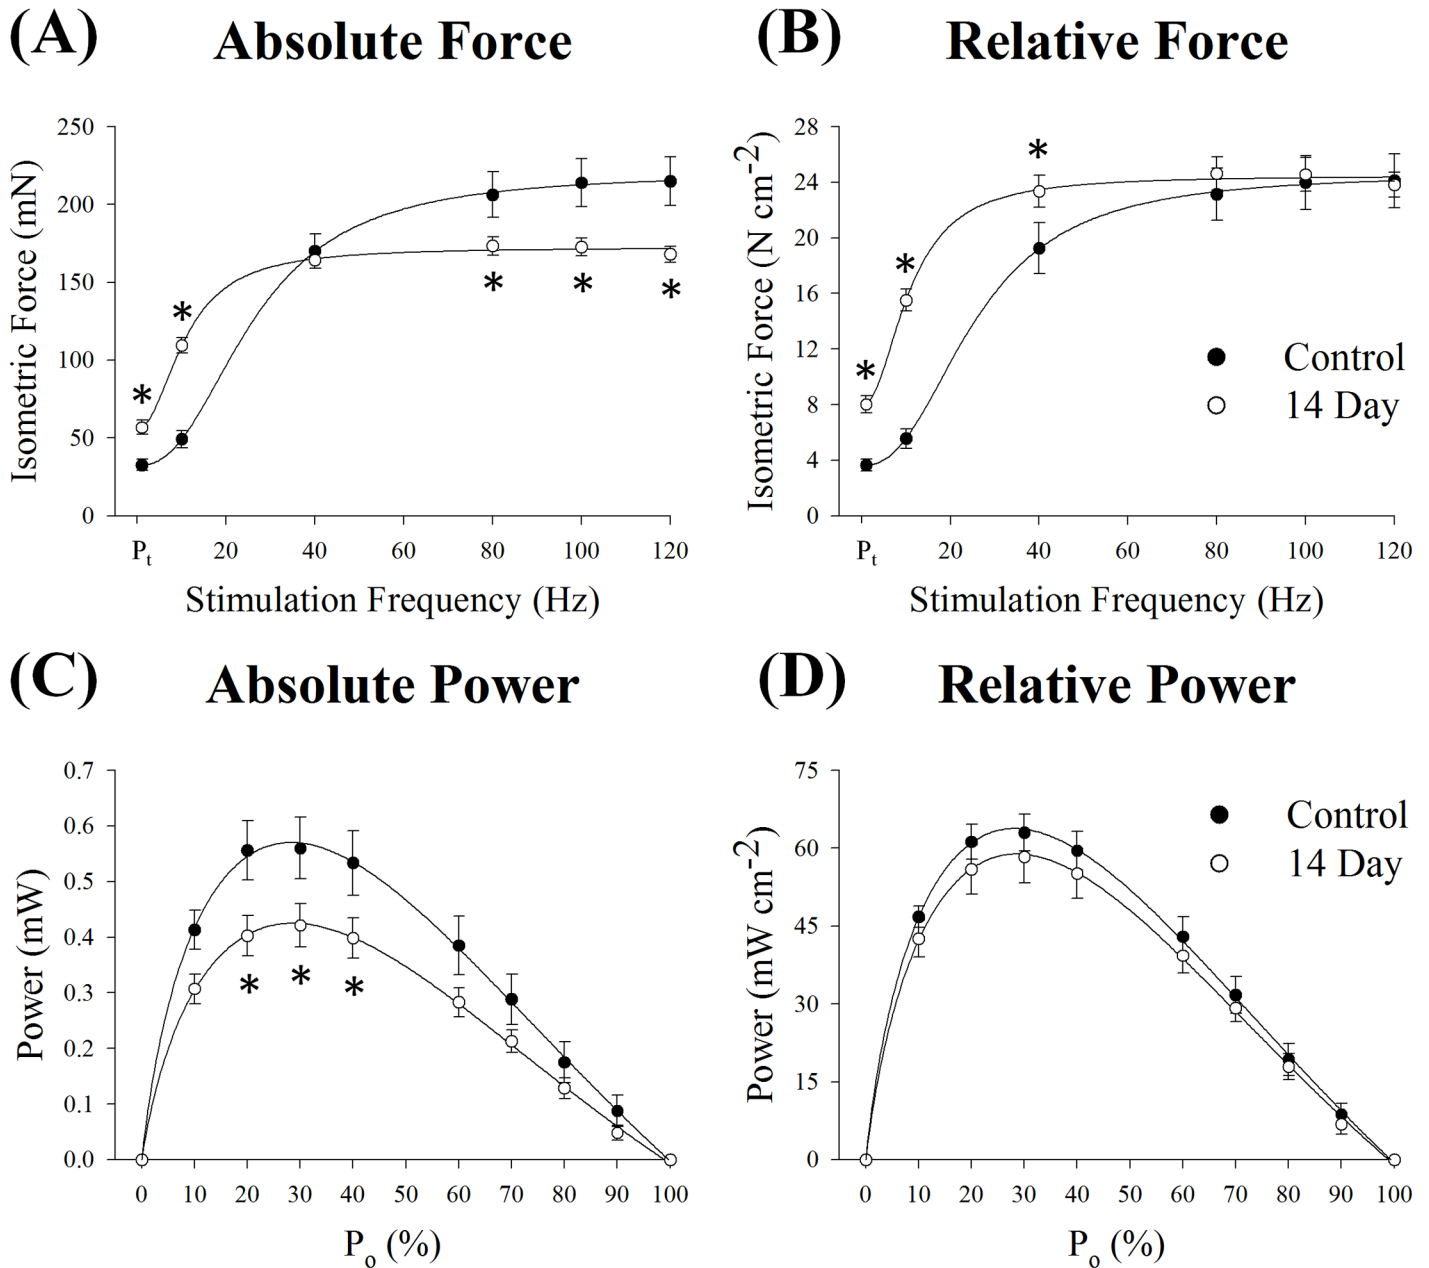 (A) Absolute Force
250
200
150
100
50
0
Isometric Force (mN)
* * * * *
Pt 20 40 60 80 100 120
Stimulation Frequency (Hz)
(B) Relative Force
28
24
20
16
12
8
4
0
Isometric Force (N cm-2)
* * *
Control
14 Day
Pt 20 40 60 80 100 120
Stimulation Frequency (Hz)
(C) Absolute Power
0.7
0.6
0.5
0.4
0.3
0.2
0.1
0.0
Power (mW)
* * *
0 10 20 30 40 50 60 70 80 90 100
Po (%)
(D) Relative Power
75
60
45
30
15
0
Power (mW cm-2)
Control
14 Day
0 10 20 30 40 50 60 70 80 90 100
Po (%)